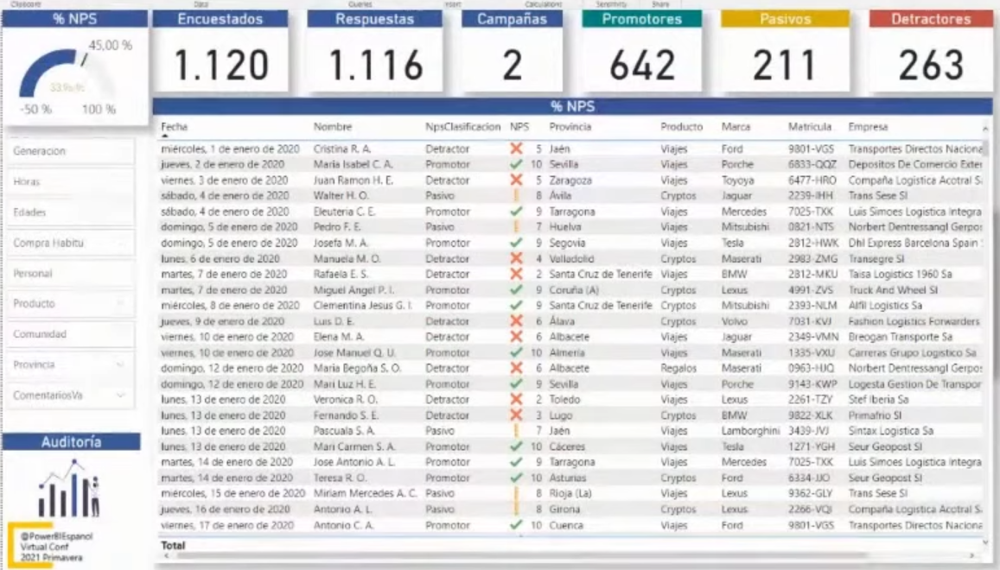 Clipboard Data Queries Insert Calculations Sensitivity Share
% NPS
45,00 %
-50 % 100 %
Encuestados
1.120
Respuestas
1.116
Campañas
2
Promotores
642
Pasivos
211
Detractores
263
Generacion
Horas
Edades
Compra Habitu
Personal
Producto
Comunidad
Provincia
ComentariosVa
Auditoría
@PowerBIEspanol
Virtual Conf
2021 Primavera
% NPS
Fecha Nombre NpsClasificacion NPS Provincia Producto Marca Matricula Empresa
miércoles, 1 de enero de 2020 Cristina R. A. Detractor 5 Jaén Viajes Ford 9801-VGS Transportes Directos Naciona
jueves, 2 de enero de 2020 Maria Isabel C. A. Promotor 10 Sevilla Viajes Porche 6833-QQZ Depositos De Comercio Exter
viernes, 3 de enero de 2020 Juan Ramon H. E. Detractor 5 Zaragoza Viajes Toyoya 6477-HRO Compañia Logistica Acotral S
sábado, 4 de enero de 2020 Walter H. O. Pasivo 8 Ávila Cryptos Jaguar 2239-IHH Trans Sese Sl
sábado, 4 de enero de 2020 Eleuteria C. E. Promotor 9 Tarragona Viajes Mercedes 7025-TXK Luis Simoes Logistica Integra
domingo, 5 de enero de 2020 Pedro F. E. Pasivo 7 Huelva Viajes Mitsubishi 0821-NTS Norbert Dentressangl Gerpos
domingo, 5 de enero de 2020 Josefa M. A. Promotor 9 Segovia Viajes Tesla 2812-HWK Dhl Express Barcelona Spain
lunes, 6 de enero de 2020 Manuela M. O. Detractor 4 Valladolid Cryptos Maserati 2983-ZMG Transegre Sl
martes, 7 de enero de 2020 Rafaela E. S. Detractor 2 Santa Cruz de Tenerife Viajes BMW 2812-MKU Taisa Logistics 1960 Sa
martes, 7 de enero de 2020 Miguel Angel P. I. Promotor 9 Coruña (A) Cryptos Lexus 4991-ZVS Truck And Wheel Sl
miércoles, 8 de enero de 2020 Clementina Jesus G. I. Promotor 9 Santa Cruz de Tenerife Cryptos Mitsubishi 2393-NLM Alfil Logistics Sa
jueves, 9 de enero de 2020 Luis D. E. Detractor 6 Álava Cryptos Volvo 7031-KVJ Fashion Logistics Forwarders
viernes, 10 de enero de 2020 Elena M. A. Detractor 6 Albacete Viajes Jaguar 2349-VMN Breogan Transporte Sa
viernes, 10 de enero de 2020 Jose Manuel Q. U. Promotor 10 Almería Viajes Maserati 1335-VXU Carreras Grupo Logistico Sa
domingo, 12 de enero de 2020 Maria Begoña S. O. Detractor 6 Albacete Regalos Maserati 0963-HJQ Norbert Dentressangl Gerpos
domingo, 12 de enero de 2020 Mari Luz H. E. Promotor 9 Sevilla Viajes Porche 9143-KWP Logesta Gestion De Transpor
lunes, 13 de enero de 2020 Veronica R. O. Detractor 2 Toledo Viajes Lexus 2261-TZY Stef Iberia Sa
lunes, 13 de enero de 2020 Fernando S. E. Detractor 3 Lugo Cryptos BMW 9822-XLK Primafrio Sl
lunes, 13 de enero de 2020 Pascuala S. A. Pasivo 7 Jaén Viajes Lamborghini 3439-JVJ Sintax Logistica Sa
lunes, 13 de enero de 2020 Mari Carmen S. A. Promotor 10 Cáceres Viajes Tesla 1271-YGH Seur Geopost Sl
martes, 14 de enero de 2020 Jose Antonio A. L. Promotor 9 Tarragona Viajes Mercedes 7025-TXK Luis Simoes Logistica Integra
martes, 14 de enero de 2020 Teresa R. O. Promotor 10 Asturias Cryptos Ford 6334-JJO Seur Geopost Sl
miércoles, 15 de enero de 2020 Miriam Mercedes A. C. Pasivo 8 Rioja (La) Viajes Lexus 9362-GLY Trans Sese Sl
jueves, 16 de enero de 2020 Antonio A. L. Pasivo 8 Girona Cryptos Lexus 2266-VQI Compañia Logistica Acotral S
viernes, 17 de enero de 2020 Antonio C. A. Promotor 10 Cuenca Viajes Ford 9801-VGS Transportes Directos Naciona
Total